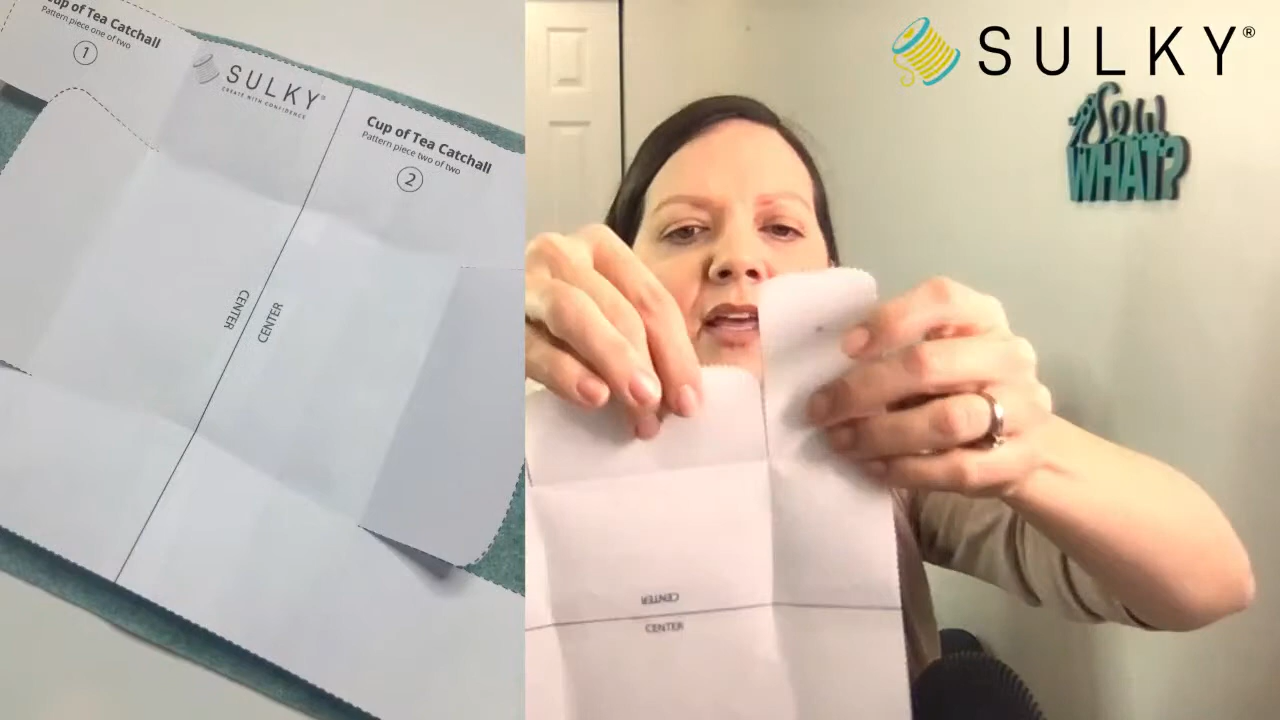 up of Tea Catchall
Pattern piece one of two
1
SULKY®
CREATE WITH CONFIDENCE
Cup of Tea Catchall
Pattern piece two of two
2
CENTER
CENTER
CENTER
CENTER
SULKY®
Sew
WHAT?